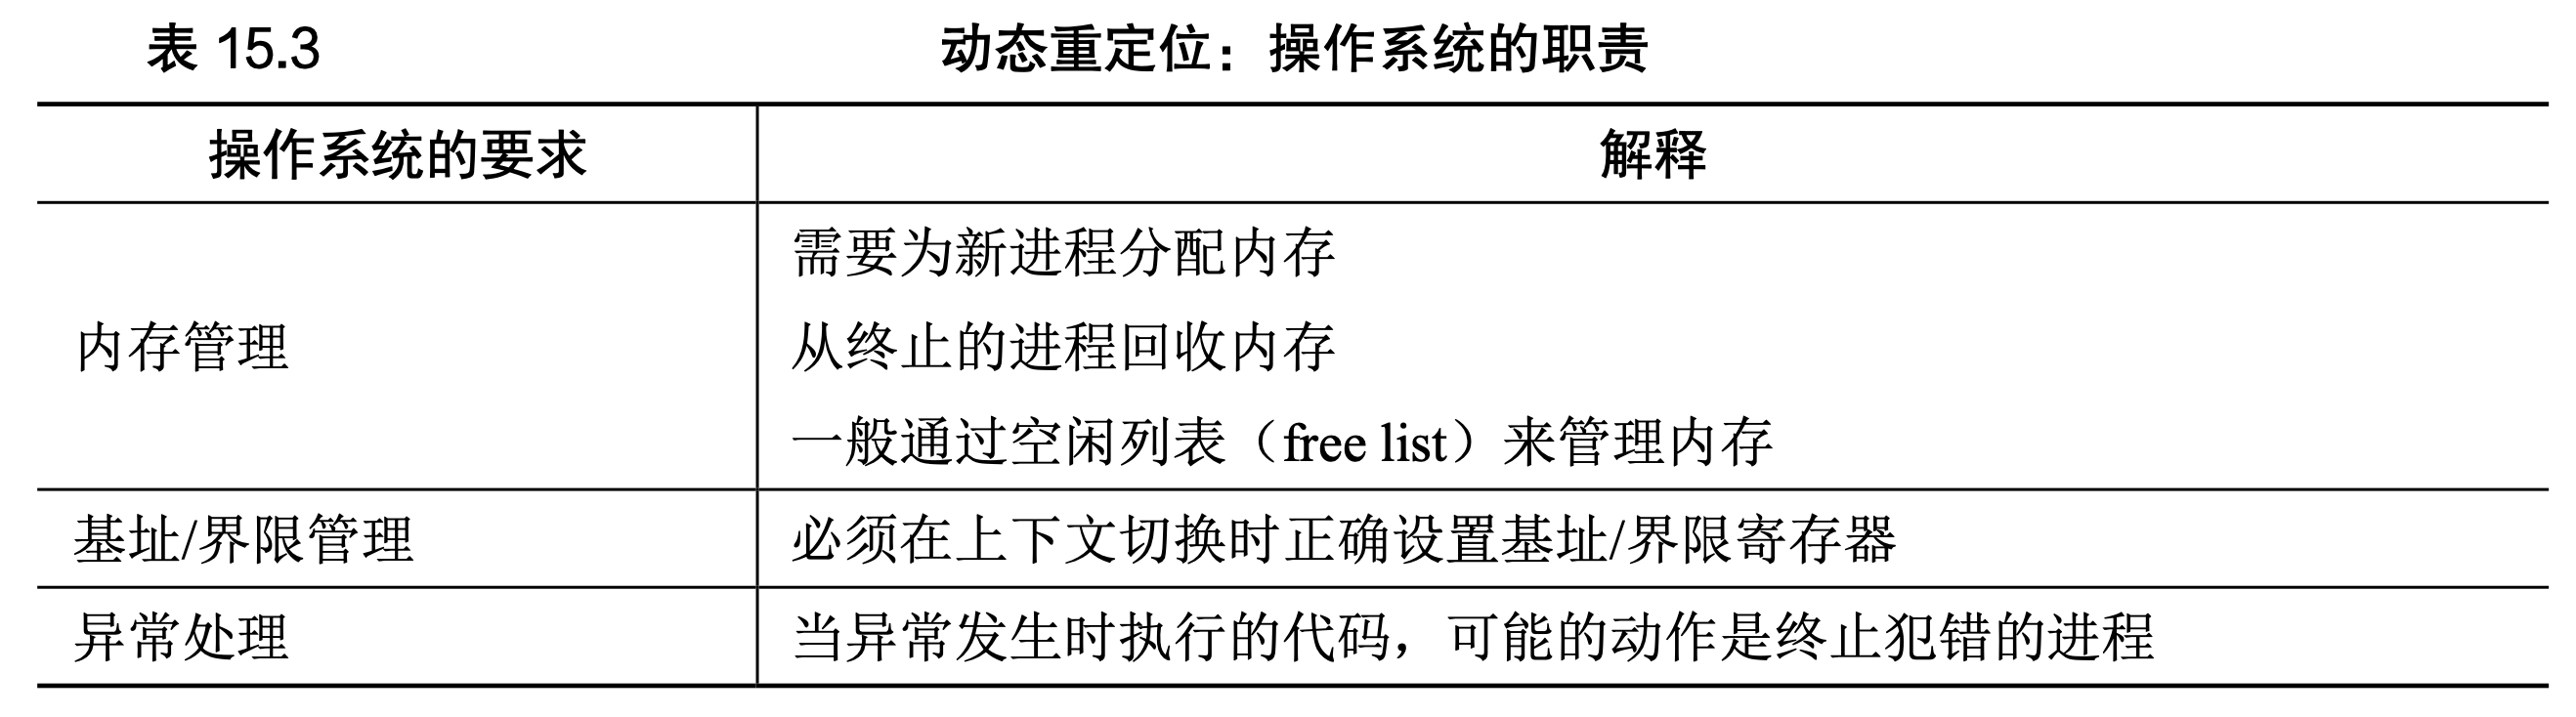 表 15.3 动态重定位：操作系统的职责
操作系统的要求 解释
内存管理
需要为新进程分配内存
从终止的进程回收内存
一般通过空闲列表（free list）来管理内存
基址/界限管理 必须在上下文切换时正确设置基址/界限寄存器
异常处理 当异常发生时执行的代码，可能的动作是终止犯错的进程